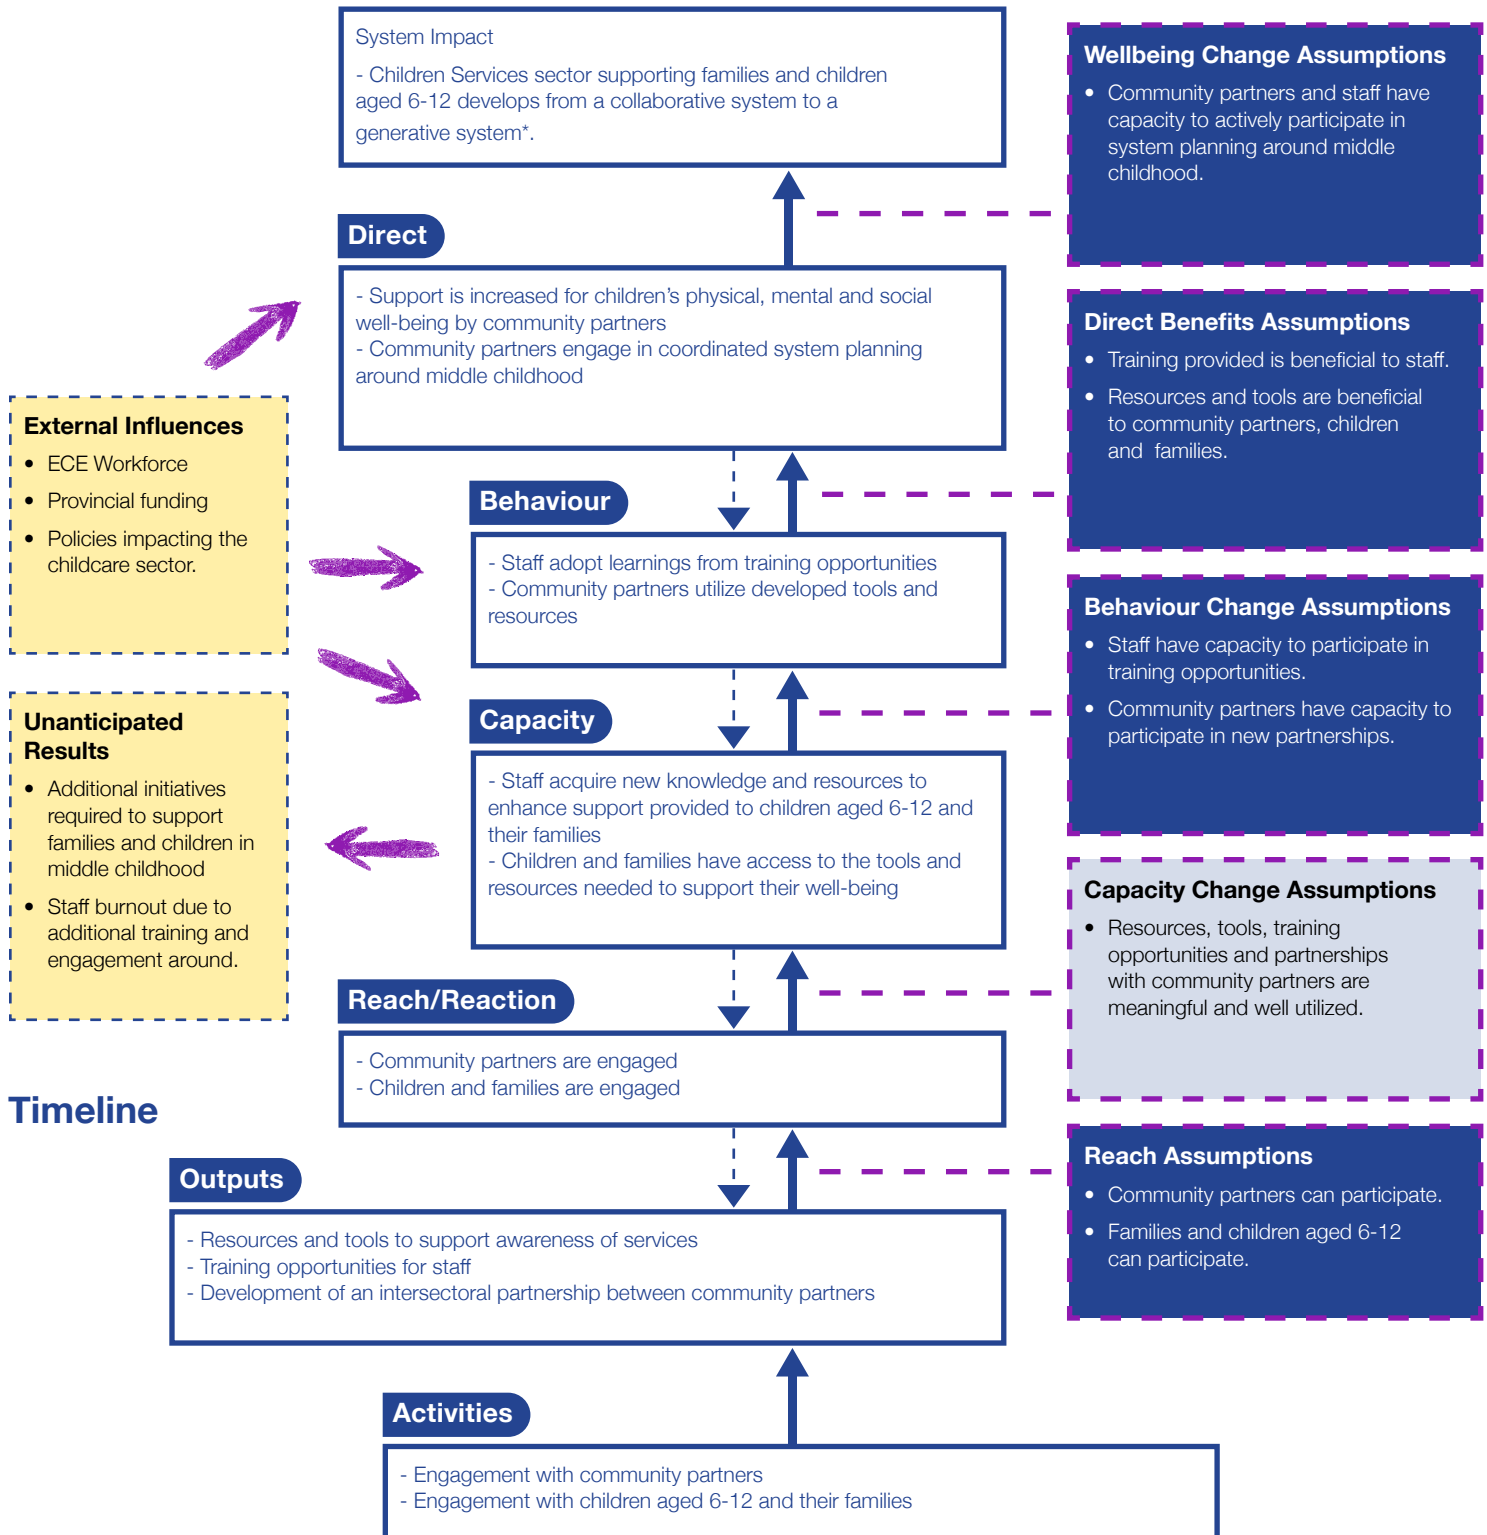 System Impact
- Children Services sector supporting families and children
aged 6-12 develops from a collaborative system to a
generative system*.
Direct
- Support is increased for children’s physical, mental and social
well-being by community partners
- Community partners engage in coordinated system planning
around middle childhood
Behaviour
- Staff adopt learnings from training opportunities
- Community partners utilize developed tools and
resources
Capacity
- Staff acquire new knowledge and resources to
enhance support provided to children aged 6-12 and
their families
- Children and families have access to the tools and
resources needed to support their well-being
Reach/Reaction
- Community partners are engaged
- Children and families are engaged
Outputs
- Resources and tools to support awareness of services
- Training opportunities for staff
- Development of an intersectoral partnership between community partners
Activities
- Engagement with community partners
- Engagement with children aged 6-12 and their families
External Influences
• ECE Workforce
• Provincial funding
• Policies impacting the
childcare sector.
Unanticipated
Results
• Additional initiatives
required to support
families and children in
middle childhood
• Staff burnout due to
additional training and
engagement around.
Timeline
Wellbeing Change Assumptions
• Community partners and staff have
capacity to actively participate in
system planning around middle
childhood.
Direct Benefits Assumptions
• Training provided is beneficial to staff.
• Resources and tools are beneficial
to community partners, children
and families.
Behaviour Change Assumptions
• Staff have capacity to participate in
training opportunities.
• Community partners have capacity to
participate in new partnerships.
Capacity Change Assumptions
• Resources, tools, training
opportunities and partnerships
with community partners are
meaningful and well utilized.
Reach Assumptions
• Community partners can participate.
• Families and children aged 6-12
can participate.